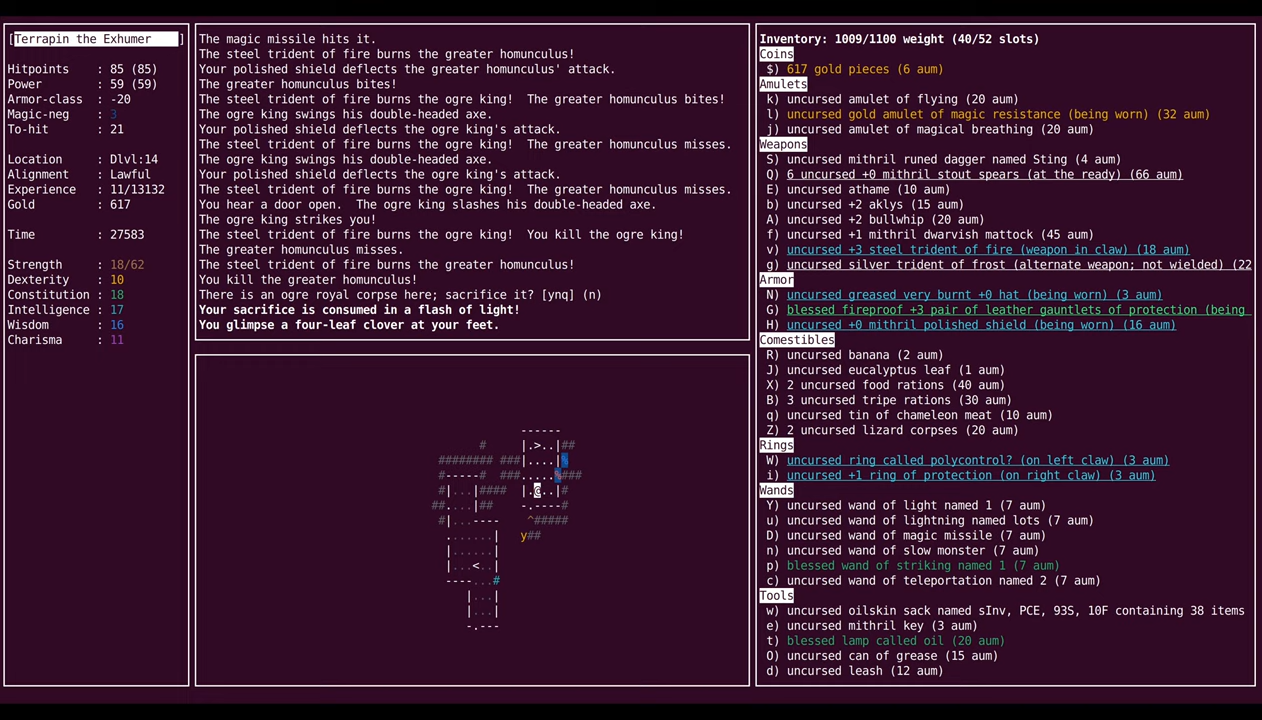 [Terrapin the Exhumer ]
Hitpoints : 85 (85)
Power : 59 (59)
Armor-class : -20
Magic-neg : 3
To-hit : 21
Location : Dlvl:14
Alignment : Lawful
Experience : 11/13132
Gold : 617
Time : 27583
Strength : 18/62
Dexterity : 10
Constitution : 18
Intelligence : 17
Wisdom : 16
Charisma : 11
The magic missile hits it.
The steel trident of fire burns the greater homunculus!
Your polished shield deflects the greater homunculus' attack.
The greater homunculus bites!
The steel trident of fire burns the ogre king!  The greater homunculus bites!
The ogre king swings his double-headed axe.
Your polished shield deflects the ogre king's attack.
The steel trident of fire burns the ogre king!  The greater homunculus misses.
The ogre king swings his double-headed axe.
Your polished shield deflects the ogre king's attack.
The steel trident of fire burns the ogre king!  The greater homunculus misses.
You hear a door open.  The ogre king slashes his double-headed axe.
The ogre king strikes you!
The steel trident of fire burns the ogre king!  You kill the ogre king!
The greater homunculus misses.
The steel trident of fire burns the greater homunculus!
You kill the greater homunculus!
There is an ogre royal corpse here; sacrifice it? [ynq] (n)
Your sacrifice is consumed in a flash of light!
You glimpse a four-leaf clover at your feet.
------
# |.>..|##
######## ###|....|%
#-----# ###.....%###
#|...|#### |.@..|#
##....|## -.----#
#|...---- ^#####
.......| y##
|......|
|...<..|
----...#
|...|
|...|
-.---
Inventory: 1009/1100 weight (40/52 slots)
Coins
$) 617 gold pieces (6 aum)
Amulets
k) uncursed amulet of flying (20 aum)
l) uncursed gold amulet of magic resistance (being worn) (32 aum)
j) uncursed amulet of magical breathing (20 aum)
Weapons
S) uncursed mithril runed dagger named Sting (4 aum)
Q) 6 uncursed +0 mithril stout spears (at the ready) (66 aum)
E) uncursed athame (10 aum)
b) uncursed +2 aklys (15 aum)
A) uncursed +2 bullwhip (20 aum)
f) uncursed +1 mithril dwarvish mattock (45 aum)
v) uncursed +3 steel trident of fire (weapon in claw) (18 aum)
g) uncursed silver trident of frost (alternate weapon; not wielded) (22
Armor
N) uncursed greased very burnt +0 hat (being worn) (3 aum)
G) blessed fireproof +3 pair of leather gauntlets of protection (being
H) uncursed +0 mithril polished shield (being worn) (16 aum)
Comestibles
R) uncursed banana (2 aum)
J) uncursed eucalyptus leaf (1 aum)
X) 2 uncursed food rations (40 aum)
B) 3 uncursed tripe rations (30 aum)
q) uncursed tin of chameleon meat (10 aum)
Z) 2 uncursed lizard corpses (20 aum)
Rings
W) uncursed ring called polycontrol? (on left claw) (3 aum)
i) uncursed +1 ring of protection (on right claw) (3 aum)
Wands
Y) uncursed wand of light named 1 (7 aum)
u) uncursed wand of lightning named lots (7 aum)
D) uncursed wand of magic missile (7 aum)
n) uncursed wand of slow monster (7 aum)
p) blessed wand of striking named 1 (7 aum)
c) uncursed wand of teleportation named 2 (7 aum)
Tools
w) uncursed oilskin sack named sInv, PCE, 93S, 10F containing 38 items
e) uncursed mithril key (3 aum)
t) blessed lamp called oil (20 aum)
O) uncursed can of grease (15 aum)
d) uncursed leash (12 aum)